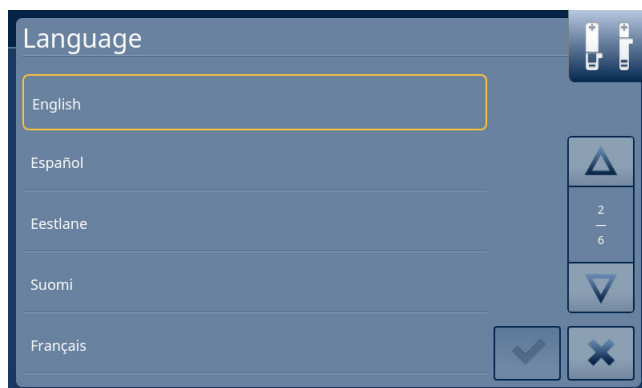 Language
English
Español
Eestlane
2
6
Suomi
Français